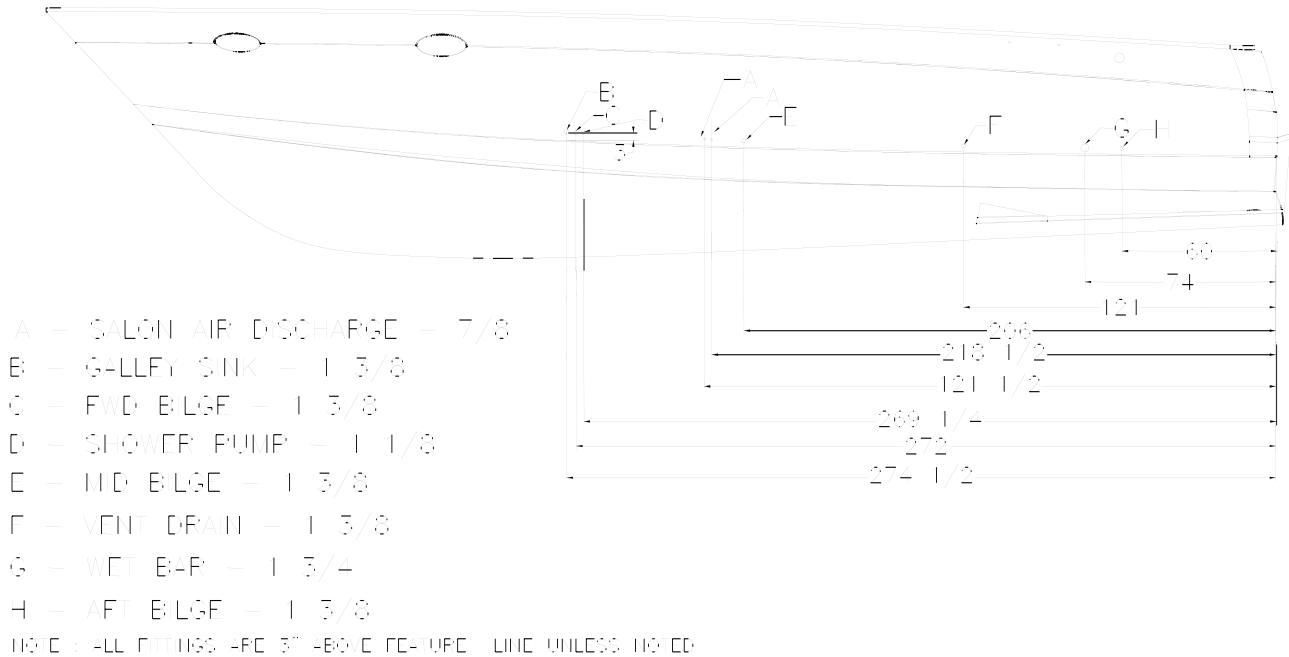 B
C
D
A
A
E
F
G
H
3
60
74
121
206
218 1/2
121 1/2
269 1/4
272
274 1/2
A - SALON AIR DISCHARGE - 7/8
B - GALLEY SINK - 1 3/8
C - FWD BILGE - 1 3/8
D - SHOWER PUMP - 1 1/8
E - MID BILGE - 1 3/8
F - VENT DRAIN - 1 3/8
G - WET BAR - 1 3/4
H - AFT BILGE - 1 3/8
NOTE : ALL FITTINGS ARE 3" ABOVE FEATURE LINE UNLESS NOTED